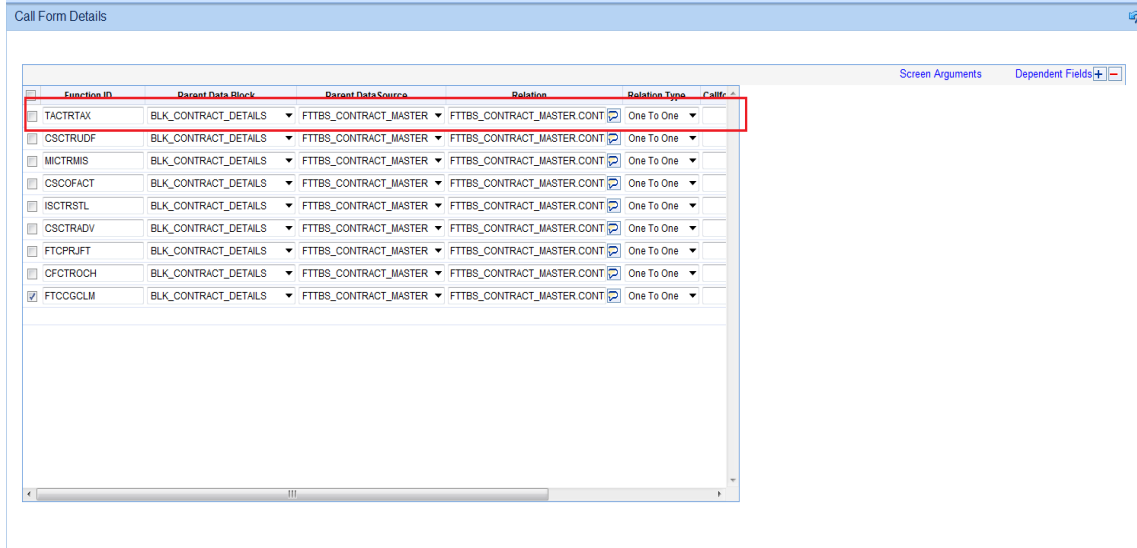 Call Form Details
Screen Arguments Dependent Fields
Function ID Parent Data Block Parent DataSource Relation Relation Type Callfo
TACTRTAX BLK_CONTRACT_DETAILS FTTBS_CONTRACT_MASTER FTTBS_CONTRACT_MASTER.CONT One To One
CSCTRUDF BLK_CONTRACT_DETAILS FTTBS_CONTRACT_MASTER FTTBS_CONTRACT_MASTER.CONT One To One
MICTRMIS BLK_CONTRACT_DETAILS FTTBS_CONTRACT_MASTER FTTBS_CONTRACT_MASTER.CONT One To One
CSCOFACT BLK_CONTRACT_DETAILS FTTBS_CONTRACT_MASTER FTTBS_CONTRACT_MASTER.CONT One To One
ISCTRSTL BLK_CONTRACT_DETAILS FTTBS_CONTRACT_MASTER FTTBS_CONTRACT_MASTER.CONT One To One
CSCTRADV BLK_CONTRACT_DETAILS FTTBS_CONTRACT_MASTER FTTBS_CONTRACT_MASTER.CONT One To One
FTCPRJFT BLK_CONTRACT_DETAILS FTTBS_CONTRACT_MASTER FTTBS_CONTRACT_MASTER.CONT One To One
CFCTROCH BLK_CONTRACT_DETAILS FTTBS_CONTRACT_MASTER FTTBS_CONTRACT_MASTER.CONT One To One
FTCCGCLM BLK_CONTRACT_DETAILS FTTBS_CONTRACT_MASTER FTTBS_CONTRACT_MASTER.CONT One To One